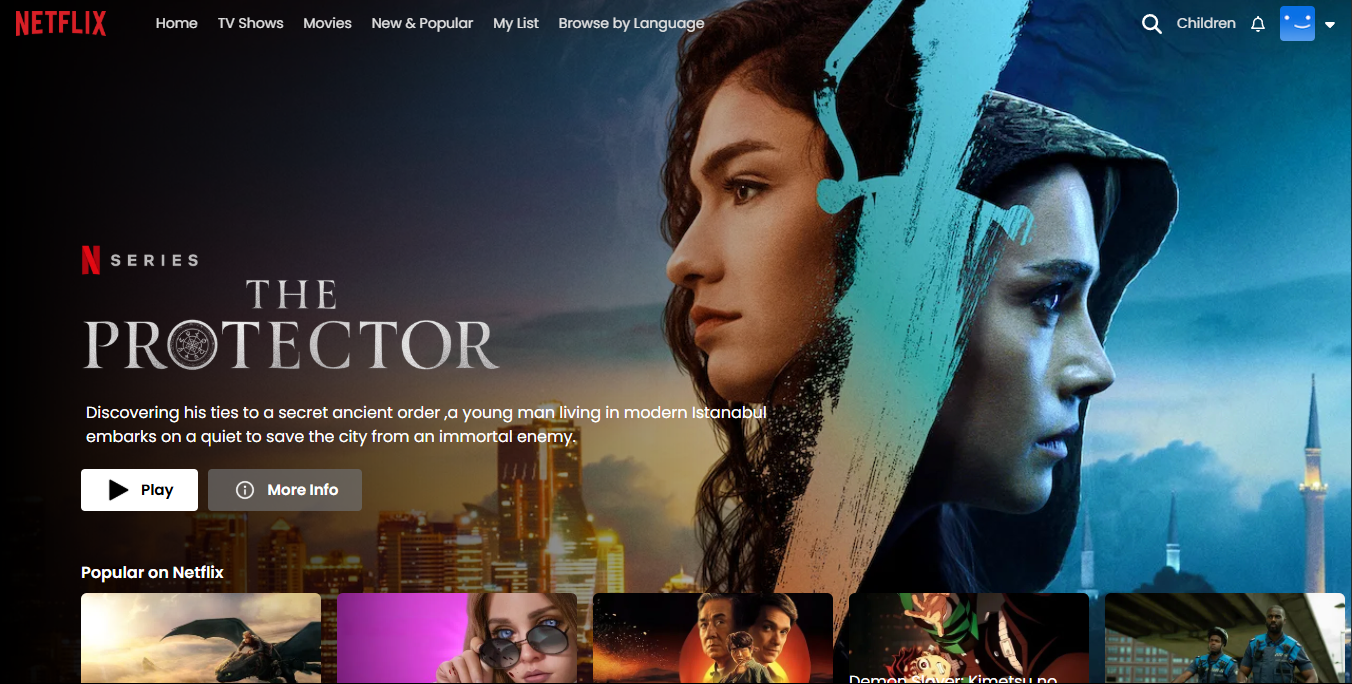 NETFLIX
Home TV Shows Movies New & Popular My List Browse by Language
Children
N SERIES
THE
PROTECTOR
Discovering his ties to a secret ancient order ,a young man living in modern Istanabul
embarks on a quiet to save the city from an immortal enemy.
Play More Info
Popular on Netflix
Demon Slayer: Kimetsu no